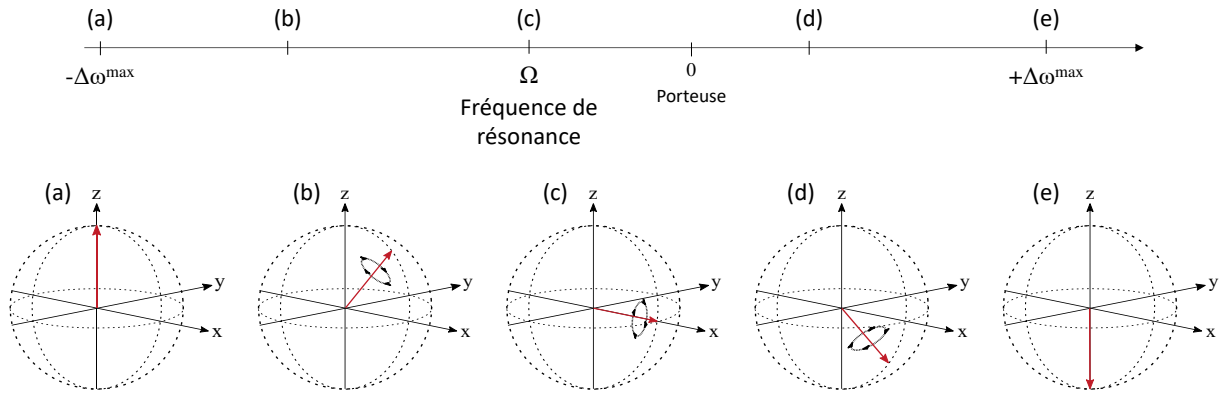 (a) (b) (c) (d) (e)
-Δω^max Ω 0 +Δω^max
Porteuse
Fréquence de
résonance
(a) (b) (c) (d) (e)
z z z z z
y y y y y
x x x x x